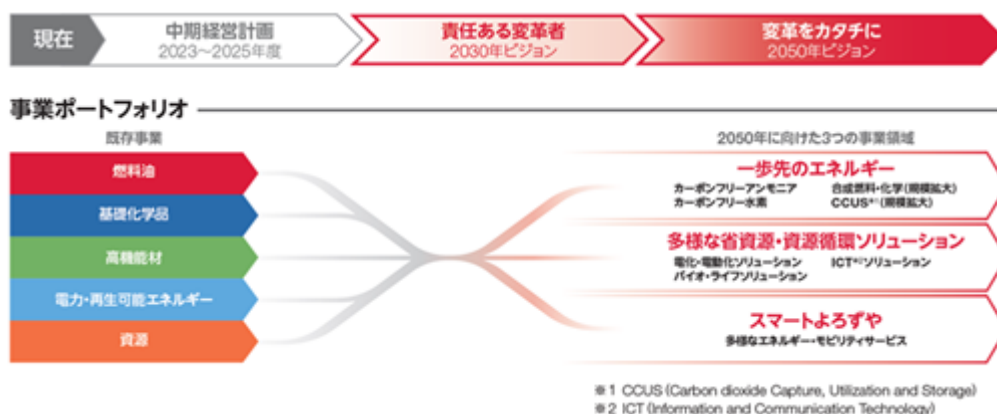 現在
中期経営計画
2023～2025年度
責任ある変革者
2030年ビジョン
変革をカタチに
2050年ビジョン
事業ポートフォリオ
既存事業
2050年に向けた3つの事業領域
燃料油
基礎化学品
高機能材
電力・再生可能エネルギー
資源
一歩先のエネルギー
カーボンフリーアンモニア 合成燃料・化学(規模拡大)
カーボンフリー水素 CCUS※1(規模拡大)
多様な省資源・資源循環ソリューション
電化・電動化ソリューション ICT※2ソリューション
バイオ・ライフソリューション
スマートよろずや
多様なエネルギー・モビリティサービス
※1 CCUS (Carbon dioxide Capture, Utilization and Storage)
※2 ICT (Information and Communication Technology)